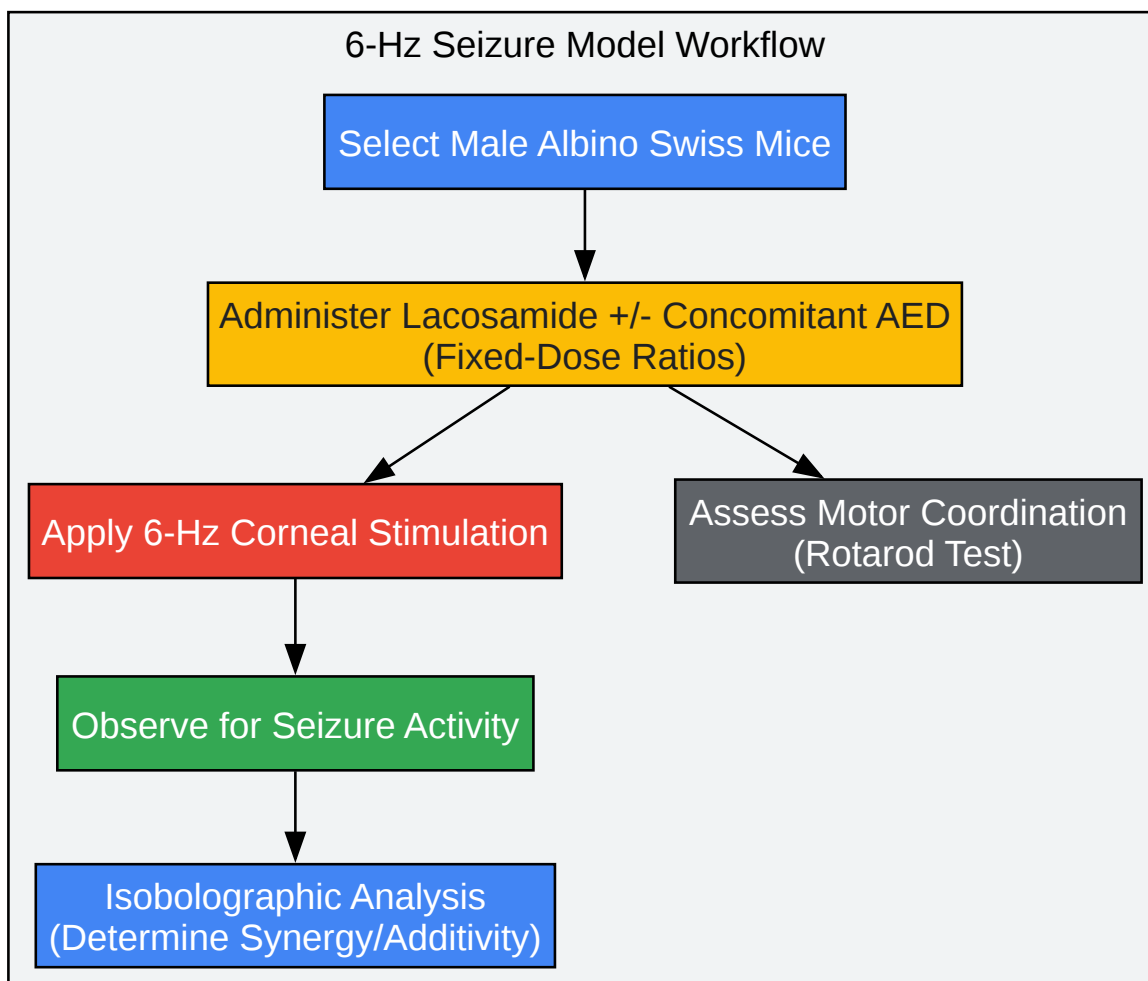 6-Hz Seizure Model Workflow
Select Male Albino Swiss Mice
Administer Lacosamide +/- Concomitant AED
(Fixed-Dose Ratios)
Apply 6-Hz Corneal Stimulation
Assess Motor Coordination
(Rotarod Test)
Observe for Seizure Activity
Isobolographic Analysis
(Determine Synergy/Additivity)